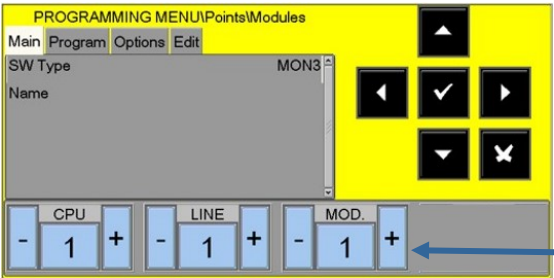 PROGRAMMING MENU\Points\Modules
Main Program Options Edit
SW Type MON3
Name
CPU LINE MOD.
- 1 + - 1 + - 1 +